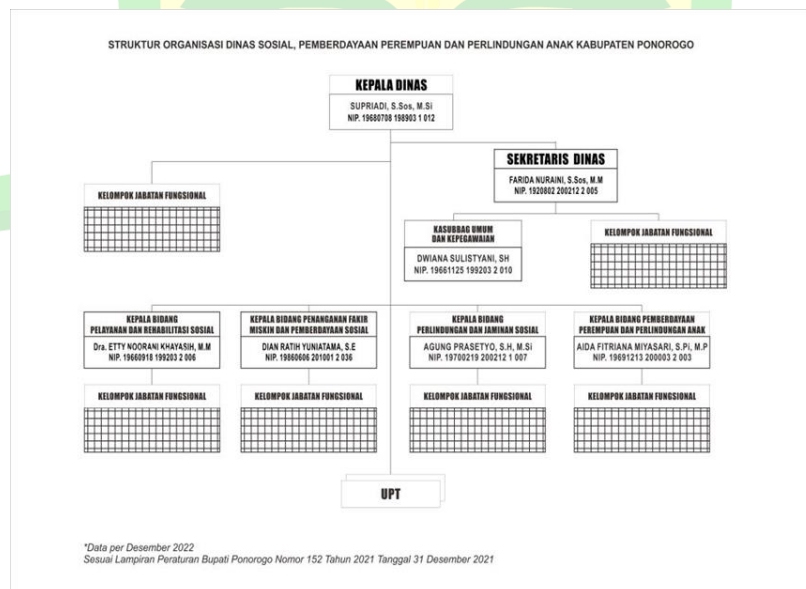 STRUKTUR ORGANISASI DINAS SOSIAL, PEMBERDAYAAN PEREMPUAN DAN PERLINDUNGAN ANAK KABUPATEN PONOROGO
KEPALA DINAS
SUPRIADI, S.Sos, M.Si
NIP. 19680708 198903 1 012
SEKRETARIS DINAS
FARIDA NURAINI, S.Sos, M.M
NIP. 1920802 200212 2 005
KELOMPOK JABATAN FUNGSIONAL
KASUBBAG UMUM
DAN KEPEGAWAIAN
DWIANA SULISTYANI, SH
NIP. 19661125 199203 2 010
KELOMPOK JABATAN FUNGSIONAL
KEPALA BIDANG
PELAYANAN DAN REHABILITASI SOSIAL
Dra. ETTY NOORANI KHAYASIH, M.M
NIP. 19660918 199203 2 006
KEPALA BIDANG PENANGANAN FAKIR
MISKIN DAN PEMBERDAYAAN SOSIAL
DIAN RATIH YUNIATAMA, S.E
NIP. 19860606 201001 2 036
KEPALA BIDANG
PERLINDUNGAN DAN JAMINAN SOSIAL
AGUNG PRASETYO, S.H, M.Si
NIP. 19700219 200212 1 007
KEPALA BIDANG PEMBERDAYAAN
PEREMPUAN DAN PERLINDUNGAN ANAK
AIDA FITRIANA MIYASARI, S.Pi, M.P
NIP. 19691213 200003 2 003
KELOMPOK JABATAN FUNGSIONAL
KELOMPOK JABATAN FUNGSIONAL
KELOMPOK JABATAN FUNGSIONAL
KELOMPOK JABATAN FUNGSIONAL
UPT
*Data per Desember 2022
Sesuai Lampiran Peraturan Bupati Ponorogo Nomor 152 Tahun 2021 Tanggal 31 Desember 2021